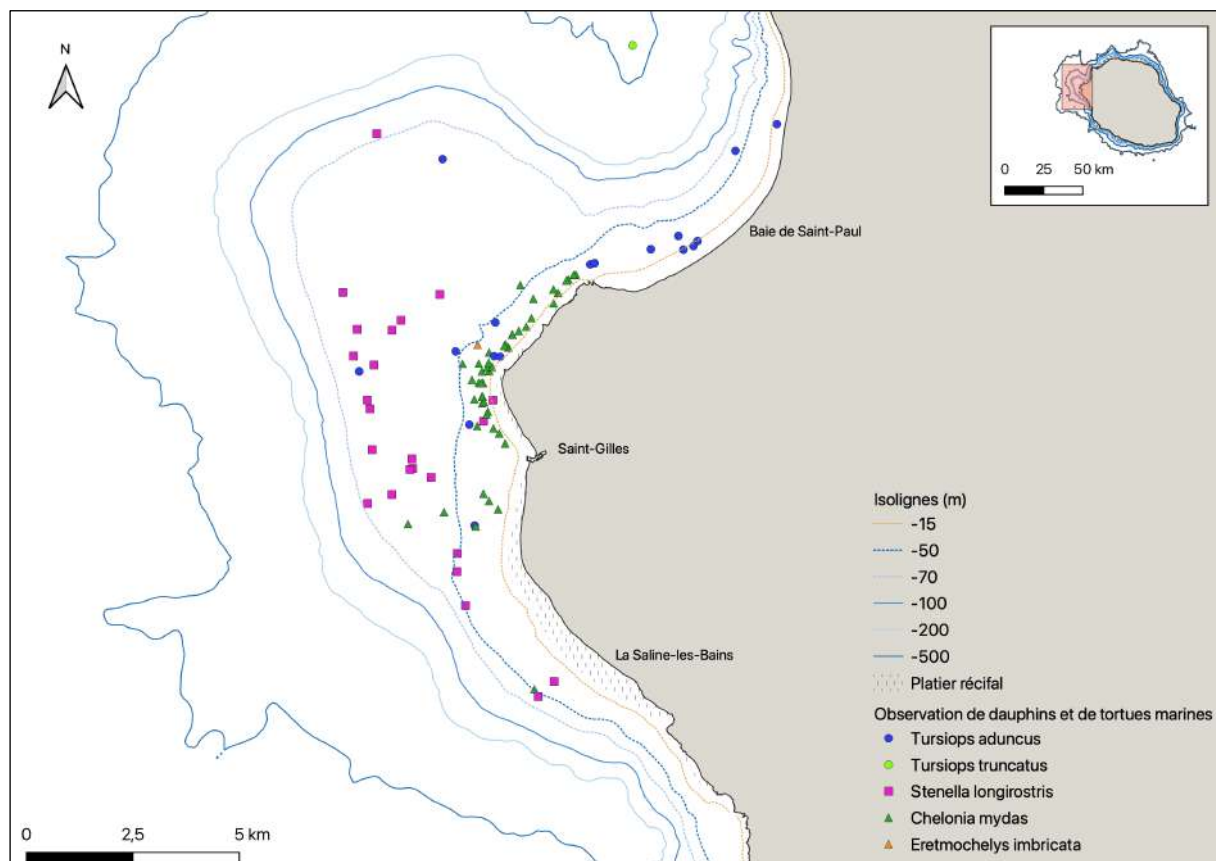 N
0 25 50 km
Baie de Saint-Paul
Saint-Gilles
La Saline-les-Bains
Isolignes (m)
-15
-50
-70
-100
-200
-500
Platier récifal
Observation de dauphins et de tortues marines
Tursiops aduncus
Tursiops truncatus
Stenella longirostris
Chelonia mydas
Eretmochelys imbricata
0 2,5 5 km